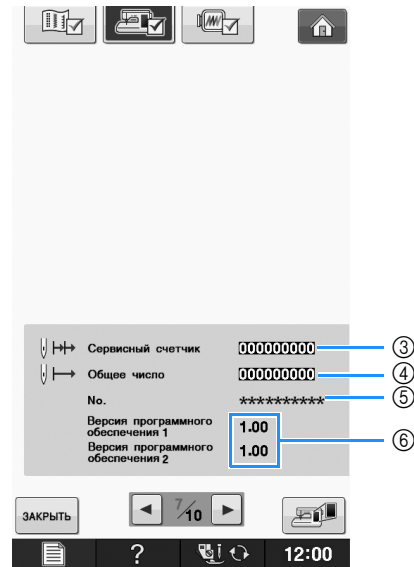 Сервисный счетчик 000000000 ③
Общее число 000000000 ④
No. ********** ⑤
Версия программного
обеспечения 1 1.00
Версия программного
обеспечения 2 1.00
⑥
ЗАКРЫТЬ 7/10
? 12:00